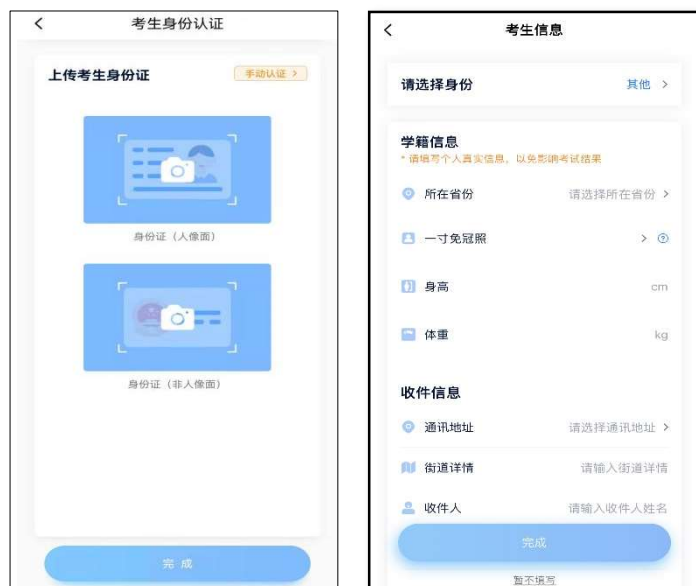 考生身份认证
上传考生身份证
手动认证 >
身份证（人像面）
身份证（非人像面）
完 成
考生信息
请选择身份 其他 >
学籍信息
* 请填写个人真实信息，以免影响考试结果
所在省份 请选择所在省份 >
一寸免冠照 >
身高 cm
体重 kg
收件信息
通讯地址 请选择通讯地址 >
街道详情 请输入街道详情
收件人 请输入收件人姓名
完成
暂不填写